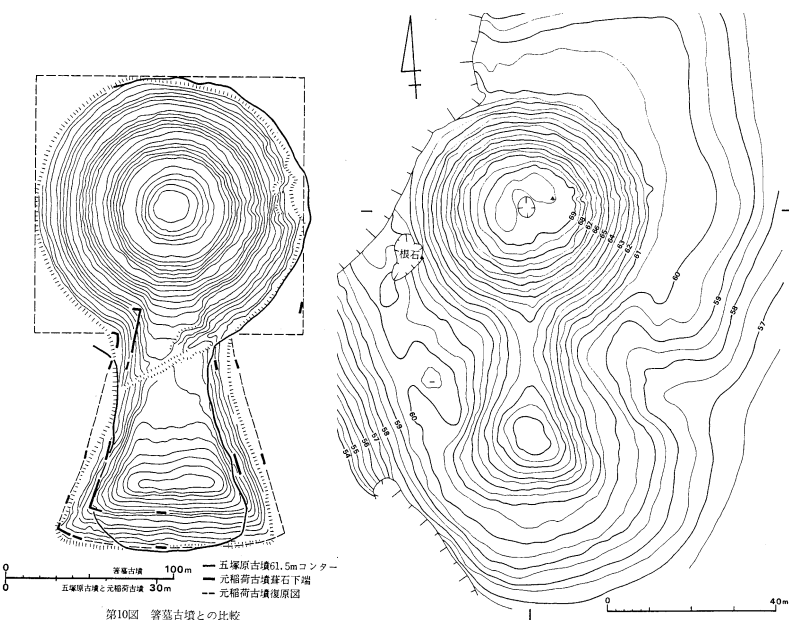 69
68
67
66
65
64
63
62
61
60
59
58
57
根石
60
59
58
57
56
55
54
0 箸墓古墳 100m
0 五塚原古墳と元稲荷古墳 30m
五塚原古墳61.5mコンター
元稲荷古墳葺石下端
元稲荷古墳復原図
第10図 箸墓古墳との比較
0 40m